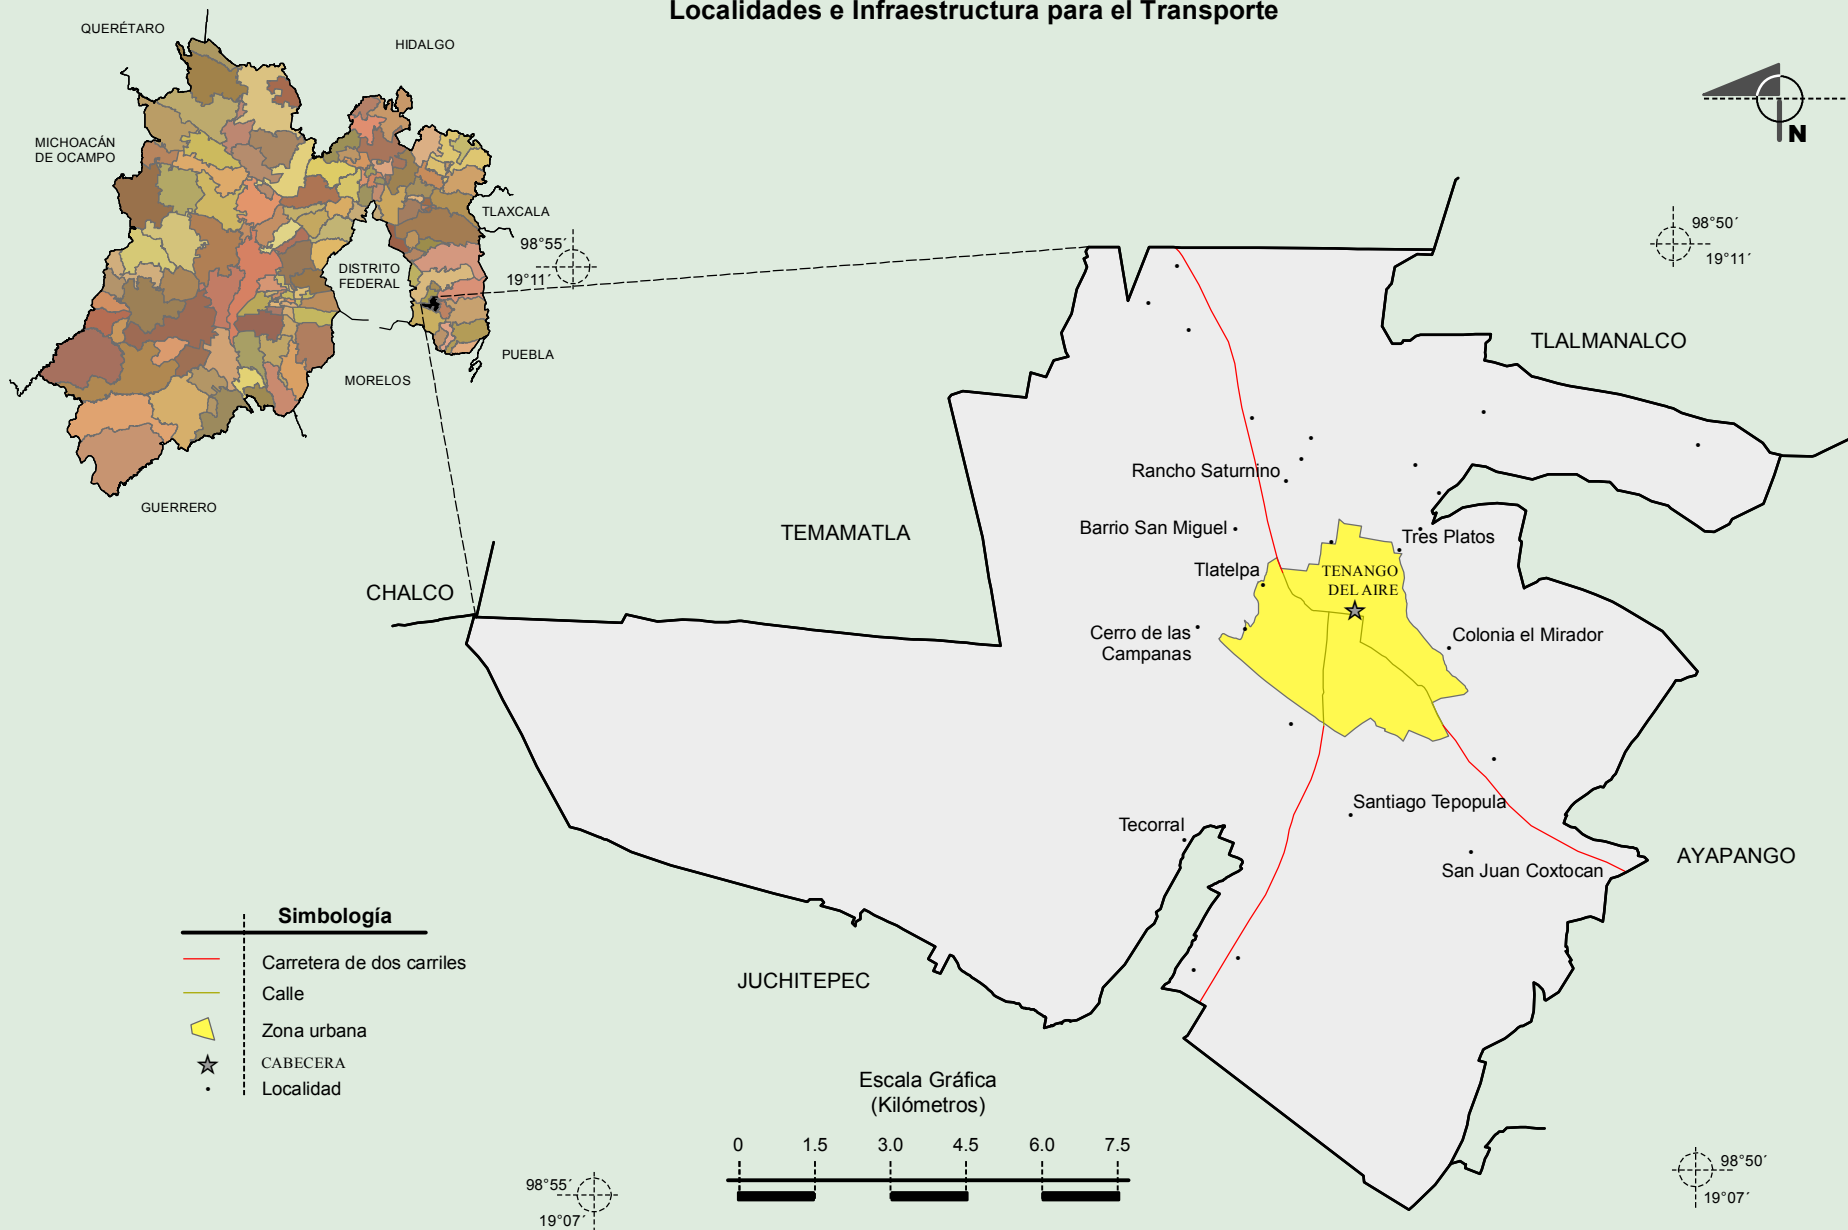 Localidades e Infraestructura para el Transporte
QUERÉTARO
HIDALGO
MICHOACÁN
DE OCAMPO
TLAXCALA
DISTRITO
FEDERAL
PUEBLA
MORELOS
GUERRERO
N
98°55´
19°11´
98°50´
19°11´
TLALMANALCO
Rancho Saturnino
TEMAMATLA
Barrio San Miguel
Tres Platos
Tlatelpa
TENANGO
DEL AIRE
CHALCO
Cerro de las
Campanas
Colonia el Mirador
Santiago Tepopula
Tecorral
AYAPANGO
San Juan Coxtocan
JUCHITEPEC
Simbología
Carretera de dos carriles
Calle
Zona urbana
CABECERA
Localidad
Escala Gráfica
(Kilómetros)
0 1.5 3.0 4.5 6.0 7.5
98°55´
19°07´
98°50´
19°07´